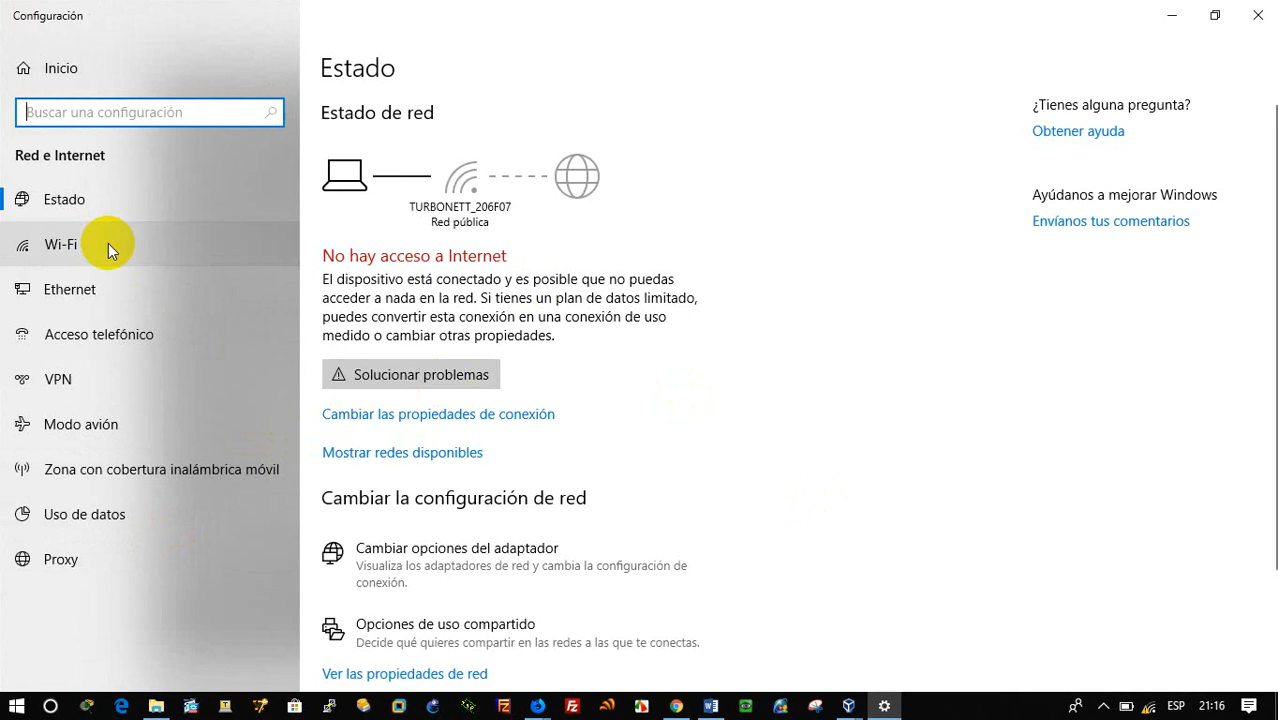 Configuración
Inicio
Buscar una configuración
Red e Internet
Estado
Wi-Fi
Ethernet
Acceso telefónico
VPN
Modo avión
Zona con cobertura inalámbrica móvil
Uso de datos
Proxy
Estado
Estado de red
TURBONETT_206F07
Red pública
No hay acceso a Internet
El dispositivo está conectado y es posible que no puedas
acceder a nada en la red. Si tienes un plan de datos limitado,
puedes convertir esta conexión en una conexión de uso
medido o cambiar otras propiedades.
Solucionar problemas
Cambiar las propiedades de conexión
Mostrar redes disponibles
Cambiar la configuración de red
Cambiar opciones del adaptador
Visualiza los adaptadores de red y cambia la configuración de
conexión.
Opciones de uso compartido
Decide qué quieres compartir en las redes a las que te conectas.
Ver las propiedades de red
¿Tienes alguna pregunta?
Obtener ayuda
Ayúdanos a mejorar Windows
Envíanos tus comentarios
ESP
21:16